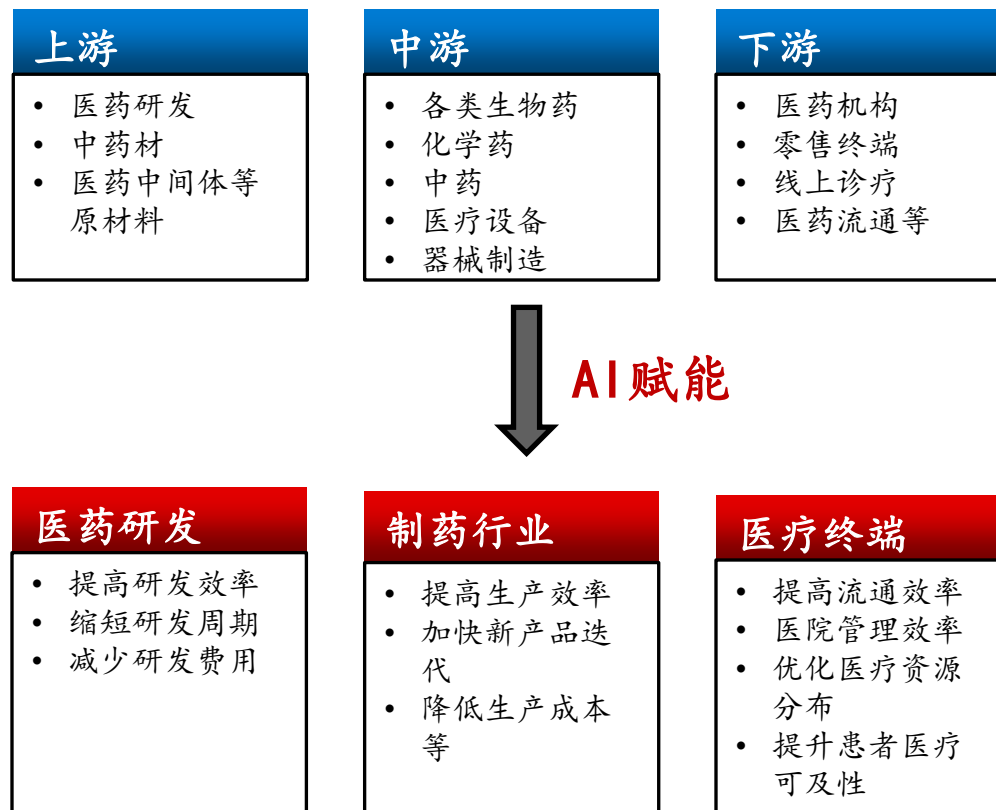 上游
• 医药研发
• 中药材
• 医药中间体等
原材料
中游
• 各类生物药
• 化学药
• 中药
• 医疗设备
• 器械制造
下游
• 医药机构
• 零售终端
• 线上诊疗
• 医药流通等
AI赋能
医药研发
• 提高研发效率
• 缩短研发周期
• 减少研发费用
制药行业
• 提高生产效率
• 加快新产品迭
代
• 降低生产成本
等
医疗终端
• 提高流通效率
• 医院管理效率
• 优化医疗资源
分布
• 提升患者医疗
可及性